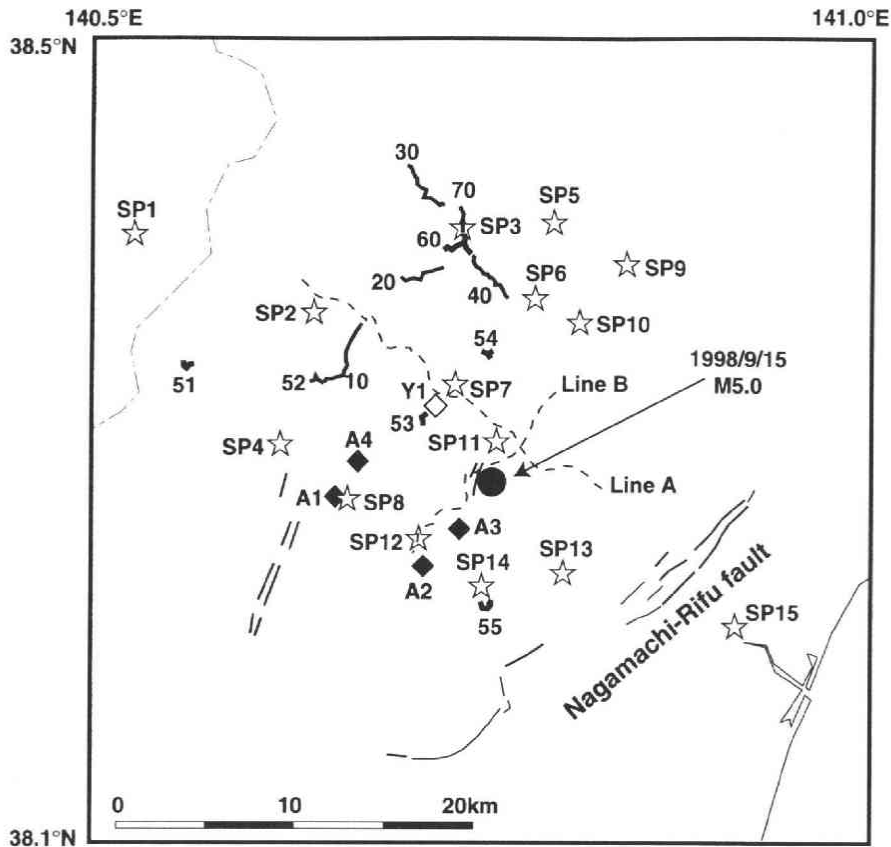 140.5°E
141.0°E
38.5°N
30
70
SP1
SP3
SP5
60
SP9
20
40
SP6
SP2
SP10
54
1998/9/15
M5.0
51
52
10
Y1
SP7
Line B
53
SP4
A4
SP11
A1
SP8
Line A
SP12
A3
SP14
SP13
A2
55
Nagamachi-Rifu fault
SP15
0
10
20km
38.1°N